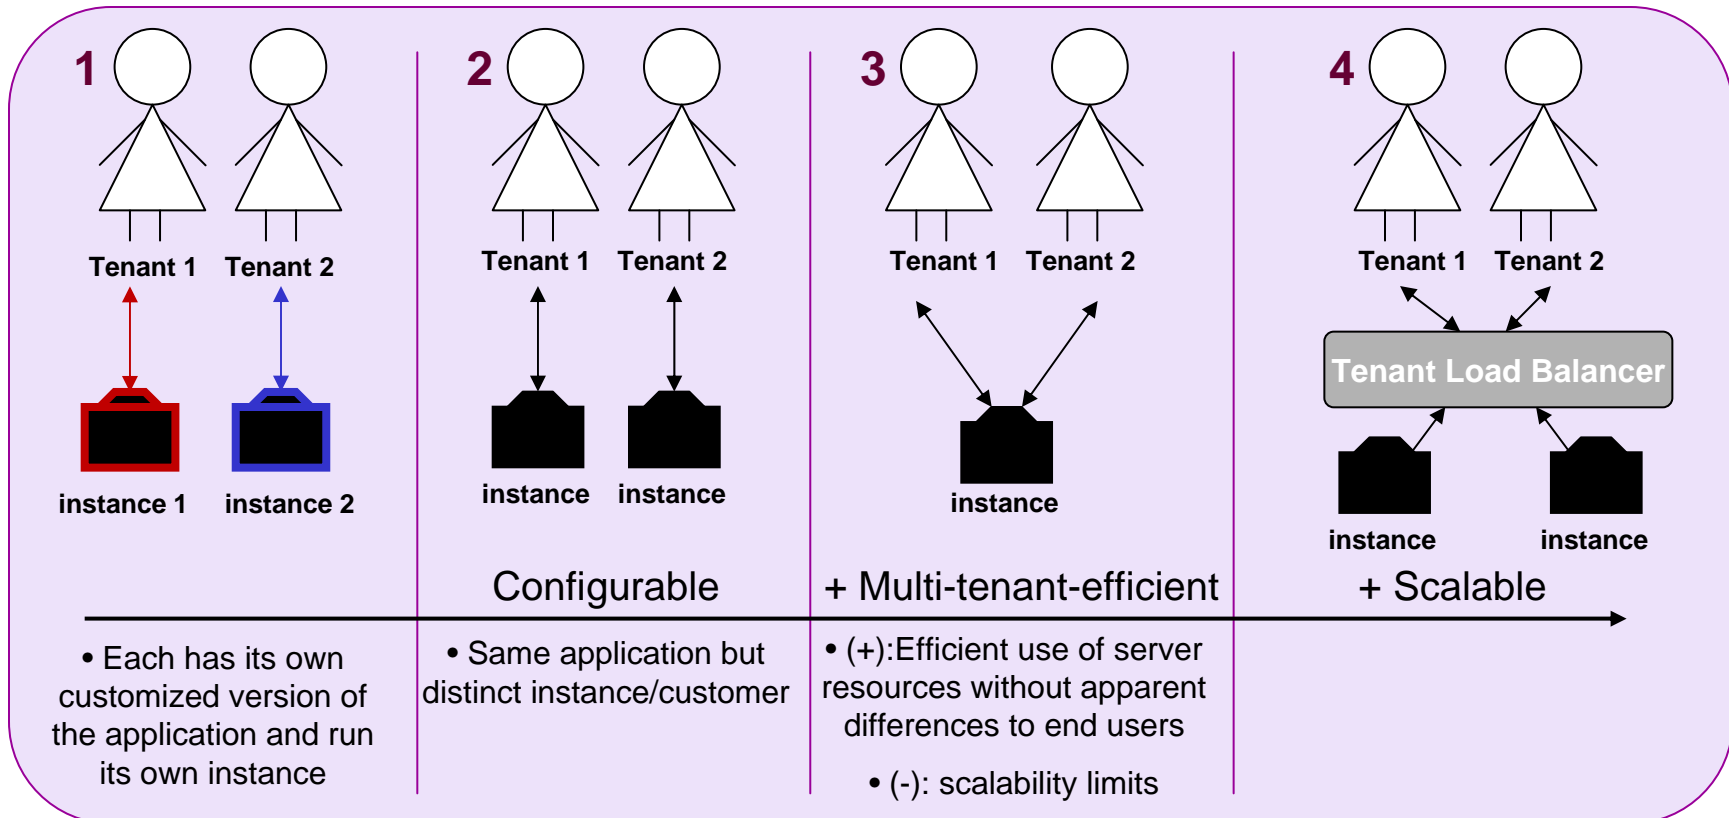 1
2
3
4
Tenant 1
Tenant 2
Tenant 1
Tenant 2
Tenant 1
Tenant 2
Tenant 1
Tenant 2
Tenant Load Balancer
instance 1
instance 2
instance
instance
instance
instance
instance
Configurable
+ Multi-tenant-efficient
+ Scalable
• Each has its own
customized version of
the application and run
its own instance
• Same application but
distinct instance/customer
• (+):Efficient use of server
resources without apparent
differences to end users
• (-): scalability limits